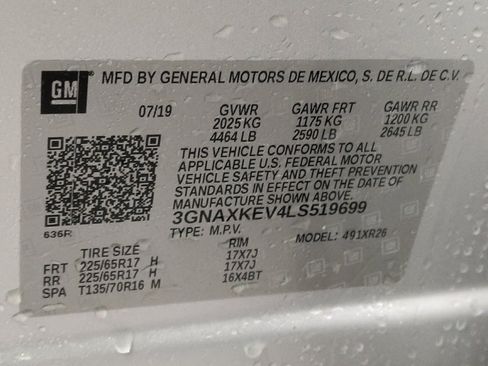 GM
MFD BY GENERAL MOTORS DE MEXICO, S. DE R.L. DE C.V.
07/19 GVWR GAWR FRT GAWR RR
2025 KG 1175 KG 1200 KG
4464 LB 2590 LB 2645 LB
THIS VEHICLE CONFORMS TO ALL
APPLICABLE U.S. FEDERAL MOTOR
VEHICLE SAFETY AND THEFT PREVENTION
STANDARDS IN EFFECT ON THE DATE OF
MANUFACTURE SHOWN ABOVE.
3GNAXKEV4LS519699
636R TYPE: M.P.V. MODEL: 491XR26
TIRE SIZE RIM
FRT 225/65R17 H 17X7J
RR 225/65R17 H 17X7J
SPA T135/70R16 M 16X4BT